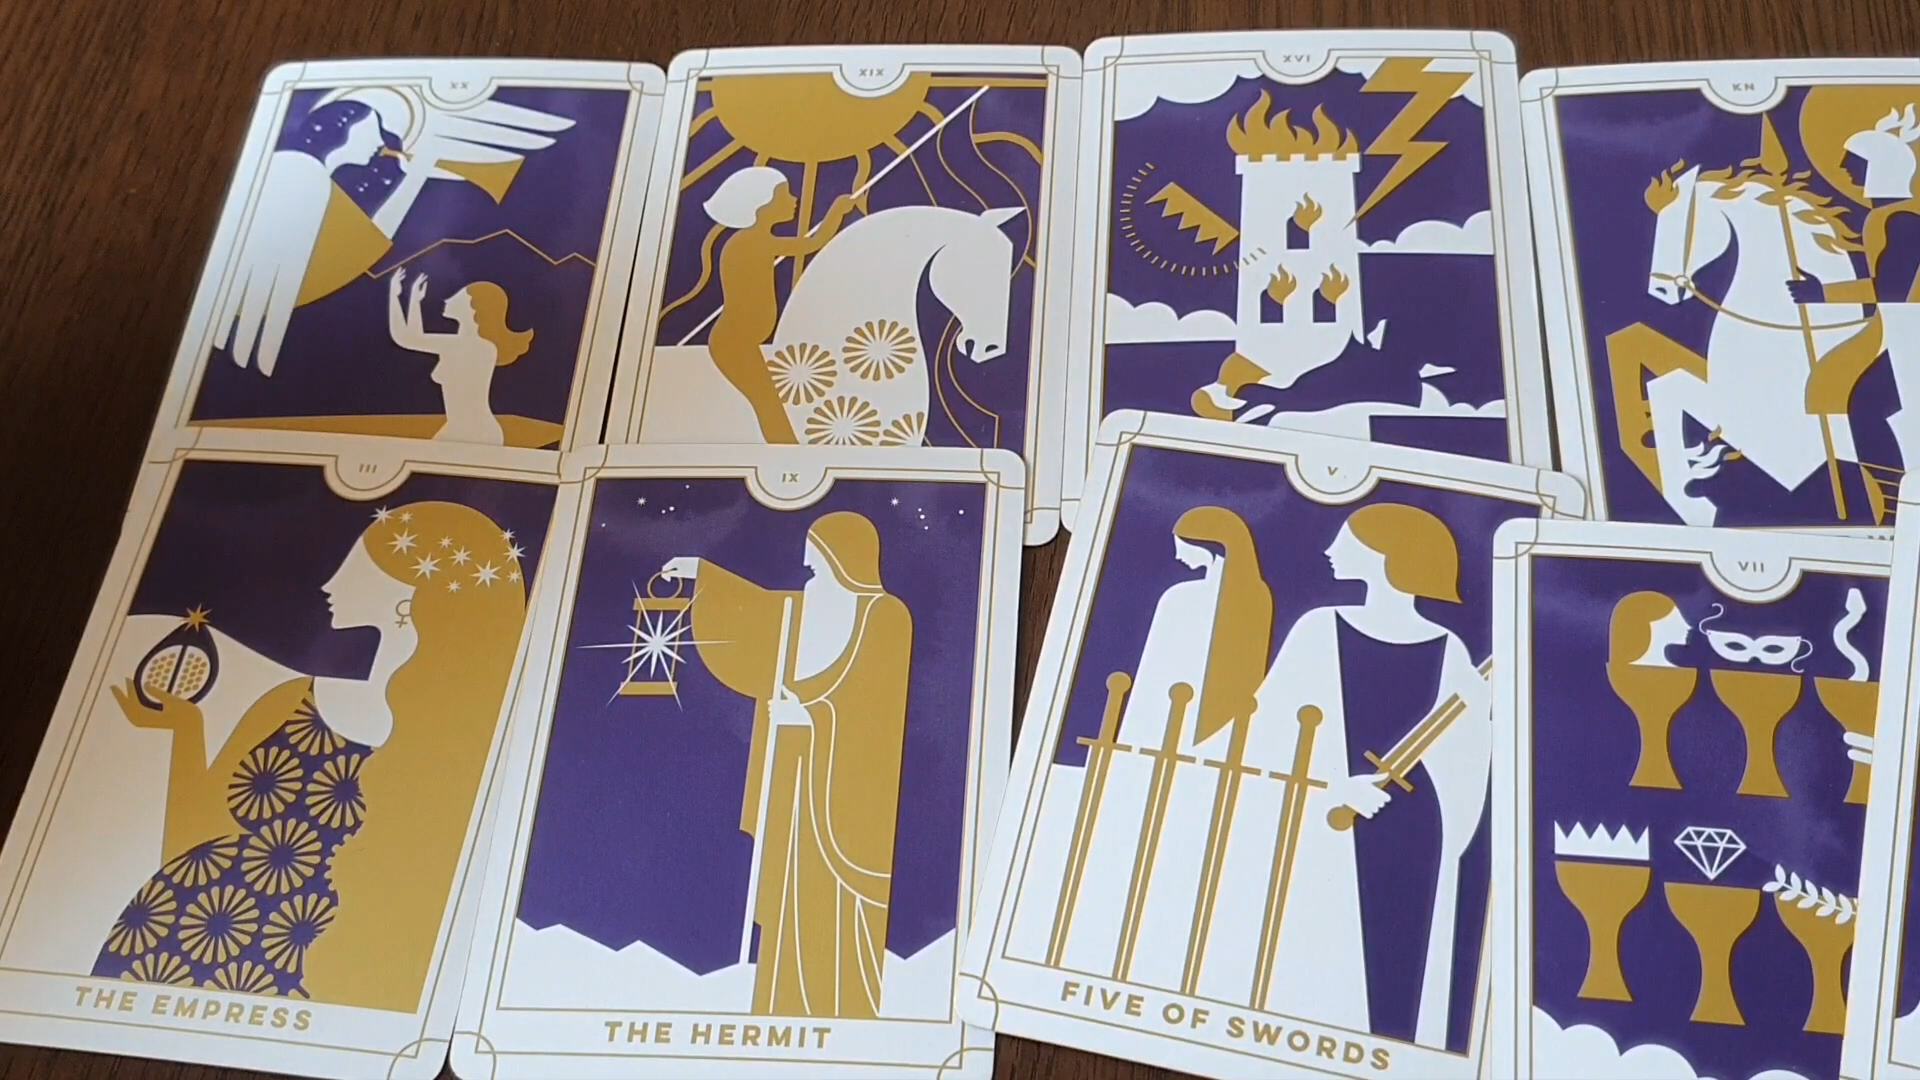 XX
XIX
XVI
KN
III
IX
V
VII
THE EMPRESS
THE HERMIT
FIVE OF SWORDS